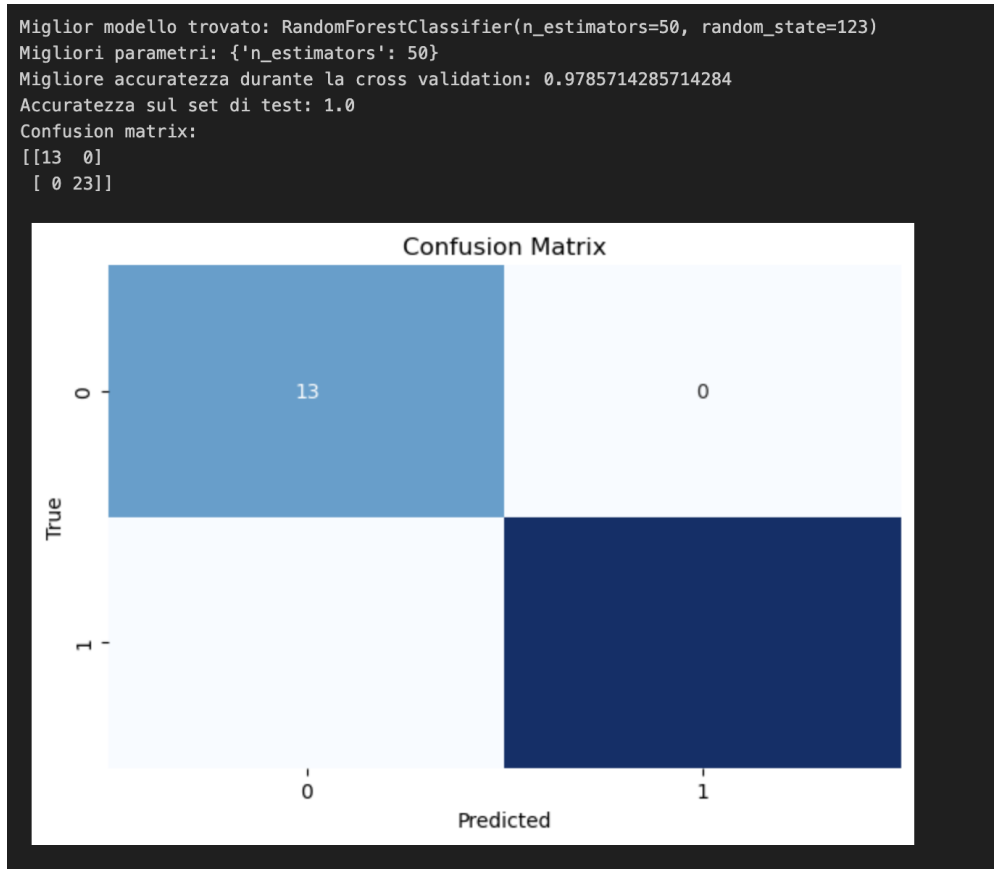 Miglior modello trovato: RandomForestClassifier(n_estimators=50, random_state=123)
Migliori parametri: {'n_estimators': 50}
Migliore accuratezza durante la cross validation: 0.9785714285714284
Accuratezza sul set di test: 1.0
Confusion matrix:
[[13  0]
 [ 0 23]]
Confusion Matrix
0
13
0
True
1
0
1
Predicted